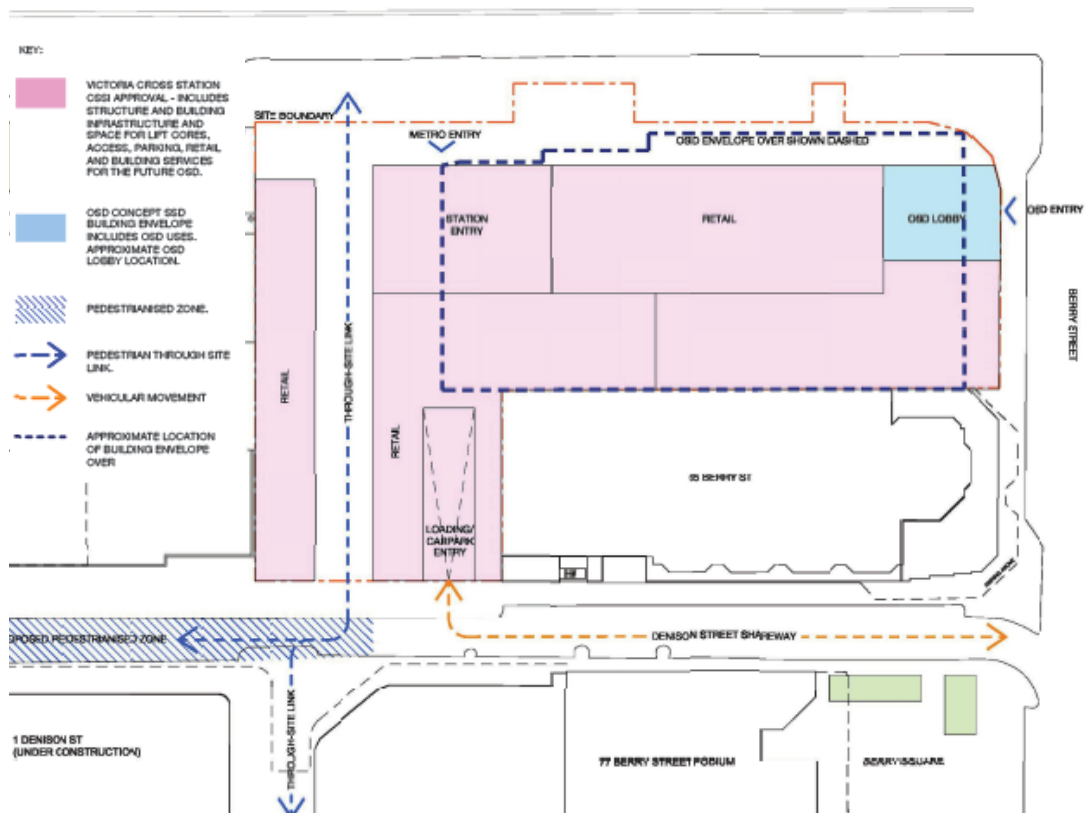 KEY:
VICTORIA CROSS STATION
CSSI APPROVAL - INCLUDES
STRUCTURE AND BUILDING
INFRASTRUCTURE AND
SPACE FOR LIFT CORES,
ACCESS, PARKING, RETAIL
AND BUILDING SERVICES
FOR THE FUTURE OSD.
OSD CONCEPT SSD
BUILDING ENVELOPE
INCLUDES OSD USES.
APPROXIMATE OSD
LOBBY LOCATION.
PEDESTRIANISED ZONE.
PEDESTRIAN THROUGH SITE
LINK.
VEHICULAR MOVEMENT
APPROXIMATE LOCATION
OF BUILDING ENVELOPE
OVER
SITE BOUNDARY
METRO ENTRY
OSD ENVELOPE OVER SHOWN DASHED
STATION
ENTRY
RETAIL
OSD LOBBY
OSD ENTRY
BERRY STREET
THROUGH-SITE LINK
RETAIL
RETAIL
LOADING/
CARPARK
ENTRY
65 BERRY ST
OPOSED PEDESTRIANISED ZONE
DENISON STREET SHAREWAY
THROUGH-SITE LINK
1 DENISON ST
(UNDER CONSTRUCTION)
77 BERRY STREET PODIUM
BERRY SQUARE